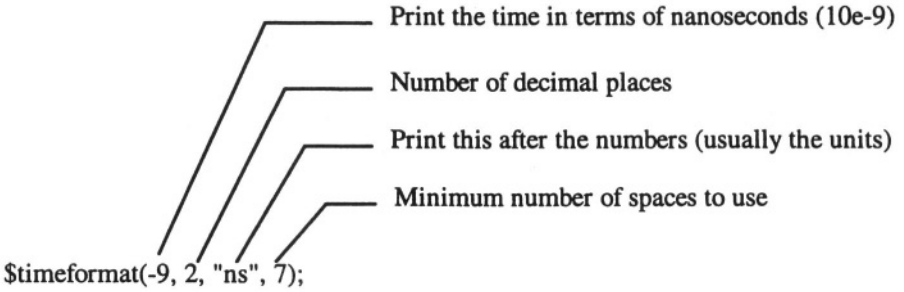 Print the time in terms of nanoseconds (10e-9)
Number of decimal places
Print this after the numbers (usually the units)
Minimum number of spaces to use
$timeformat(-9, 2, "ns", 7);